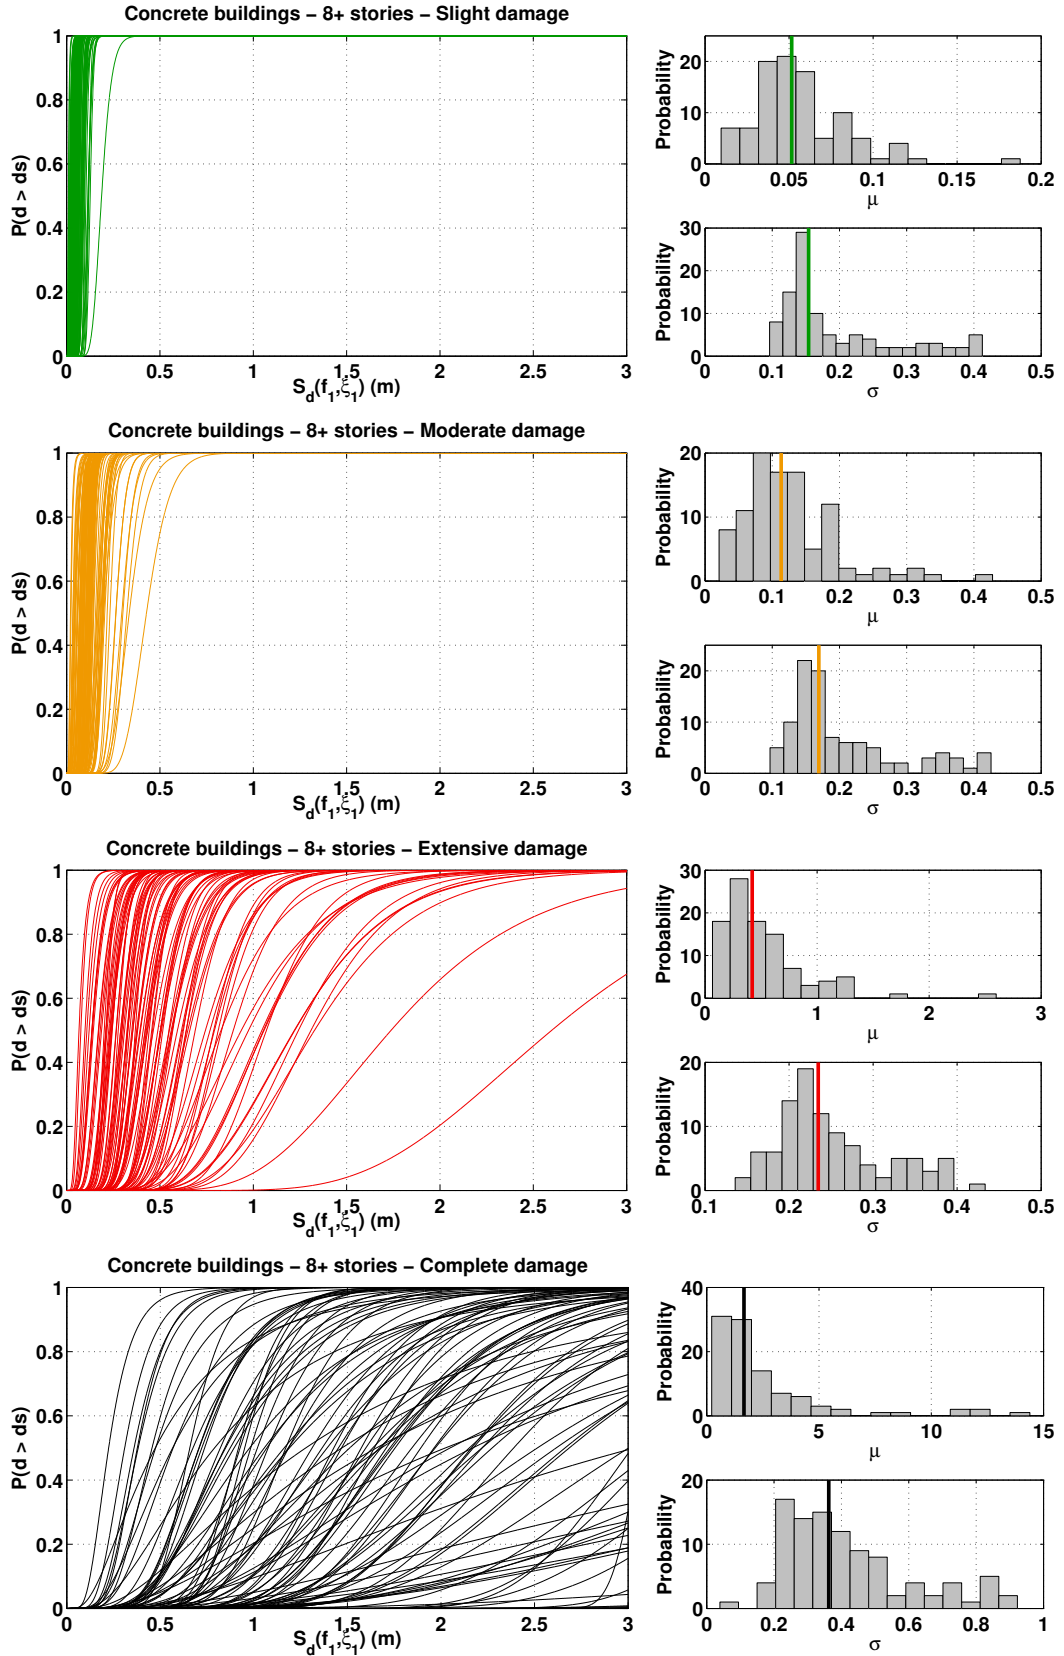 Concrete buildings − 8+ stories − Slight damage
P(d > ds)
1
0.8
0.6
0.4
0.2
0
0 0.5 1 1.5 2 2.5 3
S_d(f_1,ξ_1) (m)
Probability
20
10
0
0 0.05 0.1 0.15 0.2
μ
Probability
30
20
10
0
0 0.1 0.2 0.3 0.4 0.5
σ
Concrete buildings − 8+ stories − Moderate damage
P(d > ds)
1
0.8
0.6
0.4
0.2
0
0 0.5 1 1.5 2 2.5 3
S_d(f_1,ξ_1) (m)
Probability
20
10
0
0 0.1 0.2 0.3 0.4 0.5
μ
Probability
20
10
0
0 0.1 0.2 0.3 0.4 0.5
σ
Concrete buildings − 8+ stories − Extensive damage
P(d > ds)
1
0.8
0.6
0.4
0.2
0
0 0.5 1 1.5 2 2.5 3
S_d(f_1,ξ_1) (m)
Probability
30
20
10
0
0 1 2 3
μ
Probability
20
10
0
0.1 0.2 0.3 0.4 0.5
σ
Concrete buildings − 8+ stories − Complete damage
P(d > ds)
1
0.8
0.6
0.4
0.2
0
0 0.5 1 1.5 2 2.5 3
S_d(f_1,ξ_1) (m)
Probability
40
20
0
0 5 10 15
μ
Probability
20
10
0
0 0.2 0.4 0.6 0.8 1
σ